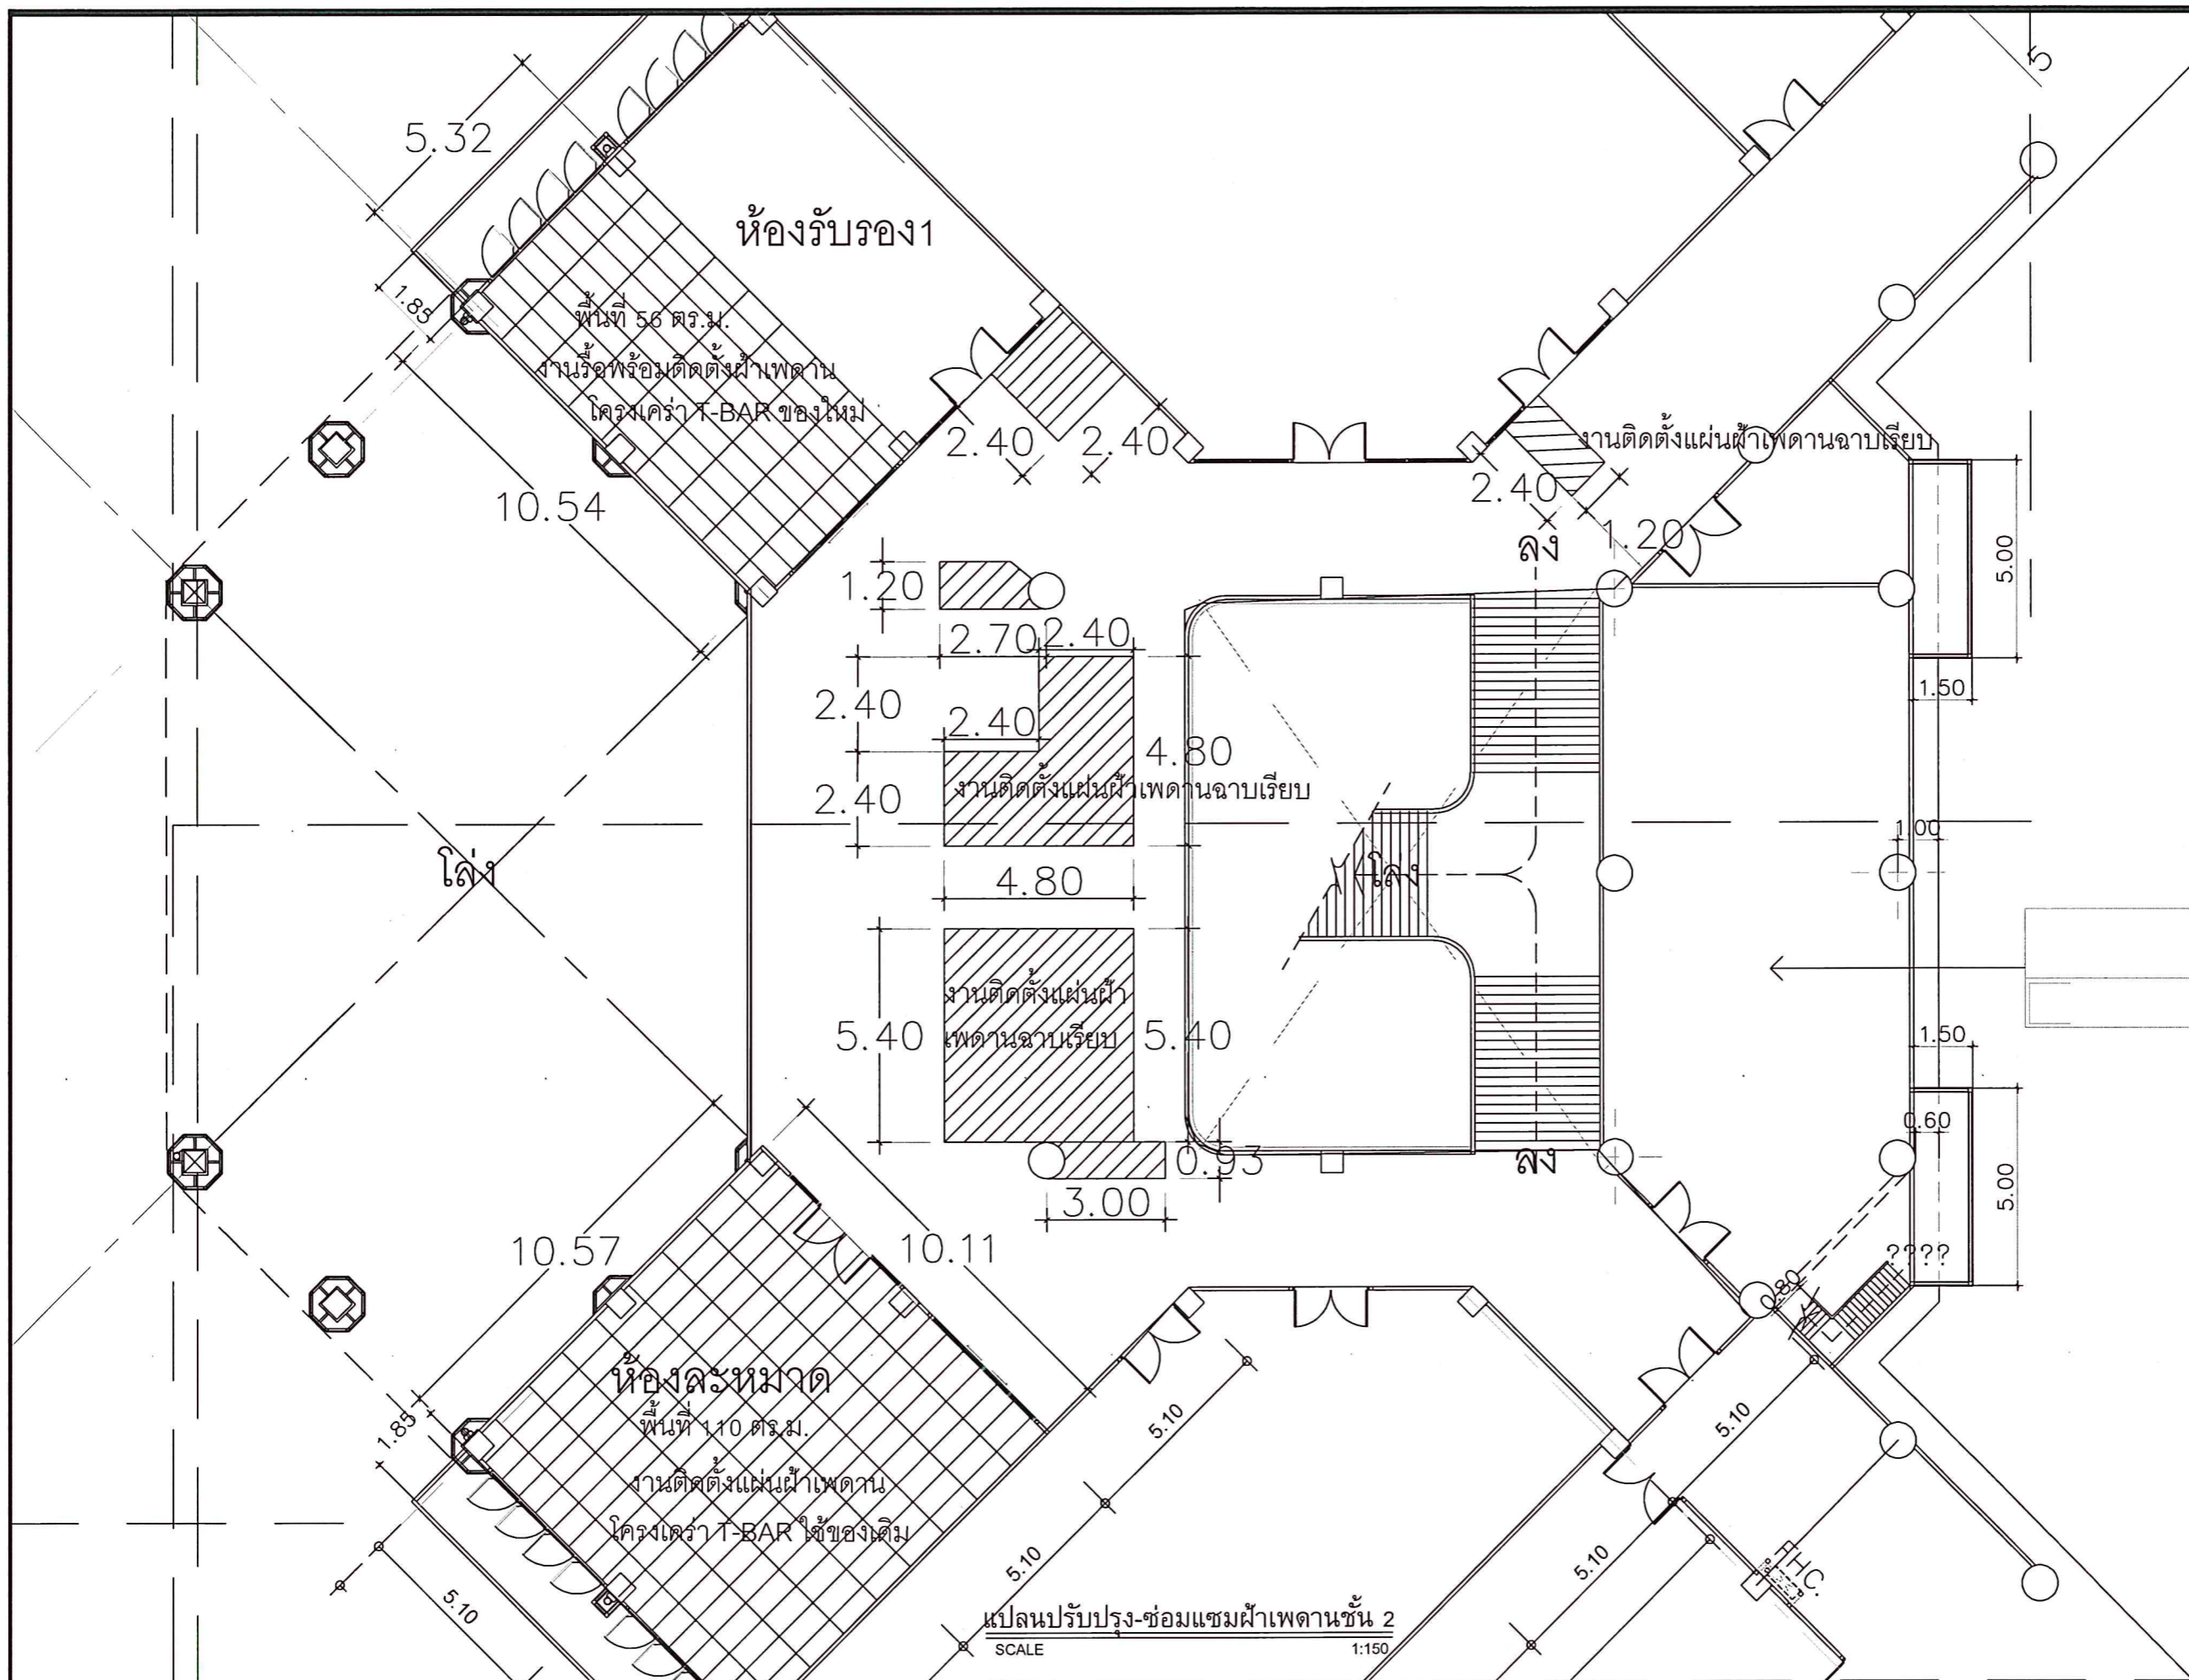 5
5.32
ห้องรับรอง1
1.85
พื้นที่ 56 ตร.ม.
งานรื้อพร้อมติดตั้งฝ้าเพดาน
โครงเคร่า T-BAR ของใหม่
10.54
2.40
2.40
งานติดตั้งแผ่นฝ้าเพดานฉาบเรียบ
2.40
1.20
ลง
5.00
1.50
1.20
2.70
2.40
2.40
2.40
4.80
2.40
งานติดตั้งแผ่นฝ้าเพดานฉาบเรียบ
4.80
โล่ง
โล่ง
1.00
งานติดตั้งแผ่นฝ้า
เพดานฉาบเรียบ
5.40
5.40
1.50
0.60
5.00
0.93
3.00
ลง
10.57
10.11
????
0.80
ห้องละหมาด
พื้นที่ 110 ตร.ม.
งานติดตั้งแผ่นฝ้าเพดาน
โครงเคร่า T-BAR ใช้ของเดิม
1.85
5.10
5.10
5.10
5.10
5.10
FHC.
แปลนปรับปรุง-ซ่อมแซมฝ้าเพดานชั้น 2
SCALE 1:150